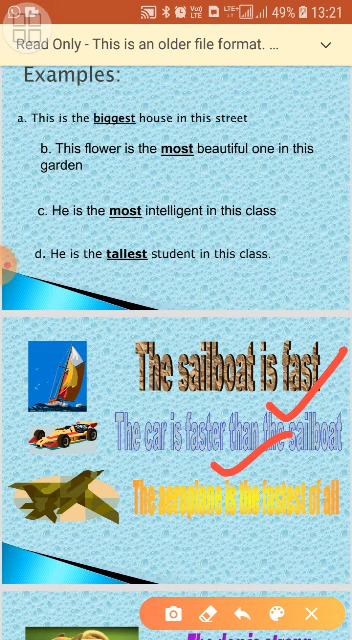 49% 13:21
Read Only - This is an older file format. ...
Examples:
a. This is the biggest house in this street
b. This flower is the most beautiful one in this
garden
c. He is the most intelligent in this class
d. He is the tallest student in this class.
The sailboat is fast
The car is faster than the sailboat
The aeroplane is the fastest of all